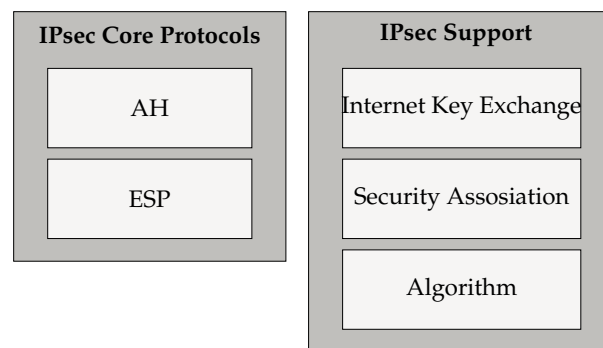 IPsec Core Protocols
AH
ESP
IPsec Support
Internet Key Exchange
Security Assosiation
Algorithm